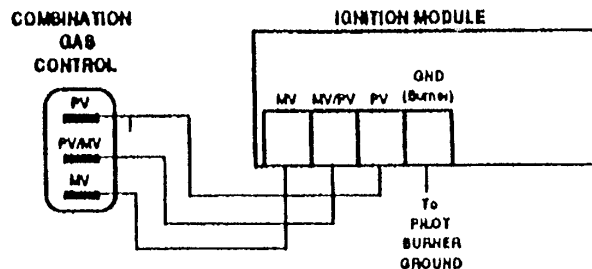 COMBINATION
GAS
CONTROL
PV
PV/MV
MV
IGNITION MODULE
MV
MV/PV
PV
GND
(Burner)
To
PILOT
BURNER
GROUND